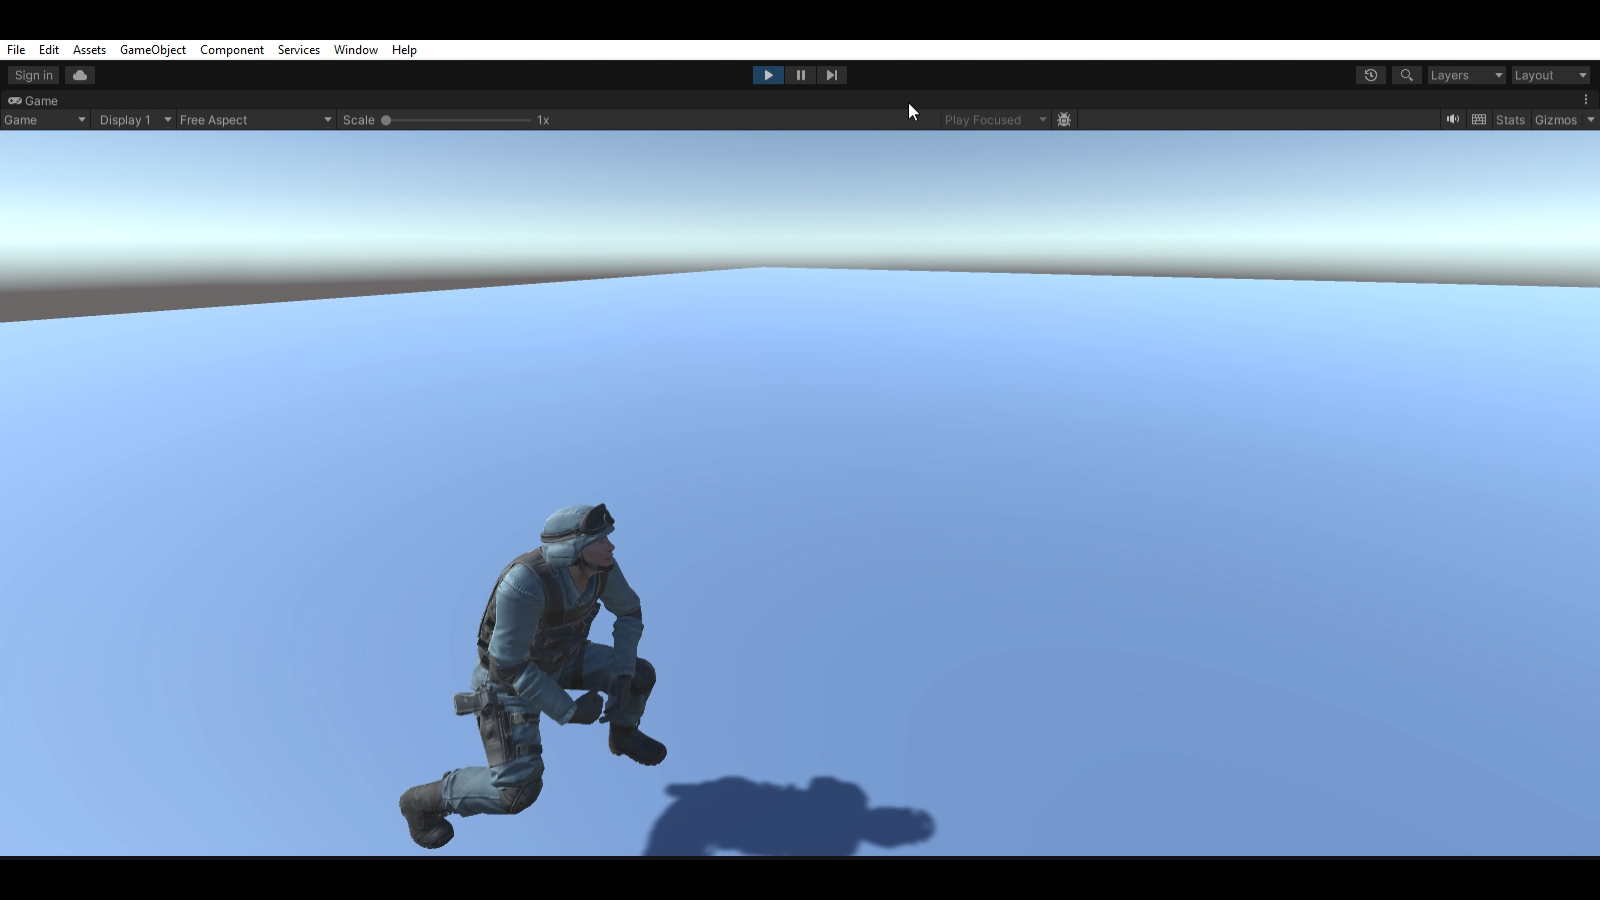 File Edit Assets GameObject Component Services Window Help
Sign in Layers Layout
Game
Game Display 1 Free Aspect Scale 1x Play Focused Stats Gizmos